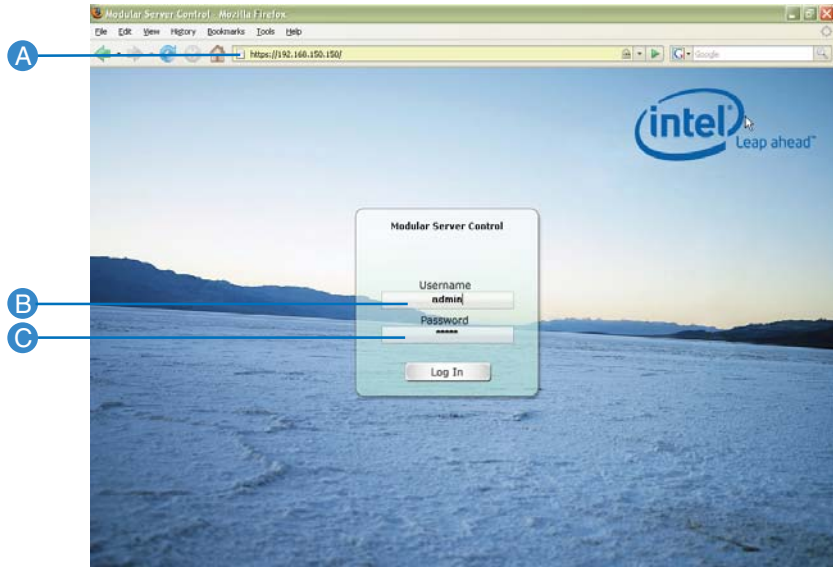 Modular Server Control - Mozilla Firefox
File Edit View History Bookmarks Tools Help
A
https://192.168.150.150/
G Google
intel
Leap ahead™
Modular Server Control
Username
B
admin
Password
C
Log In